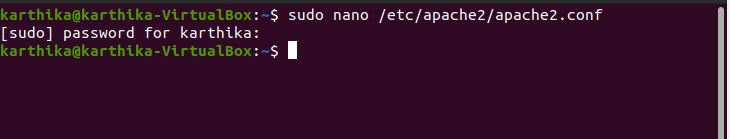 karthika@karthika-VirtualBox:~$ sudo nano /etc/apache2/apache2.conf
[sudo] password for karthika:
karthika@karthika-VirtualBox:~$